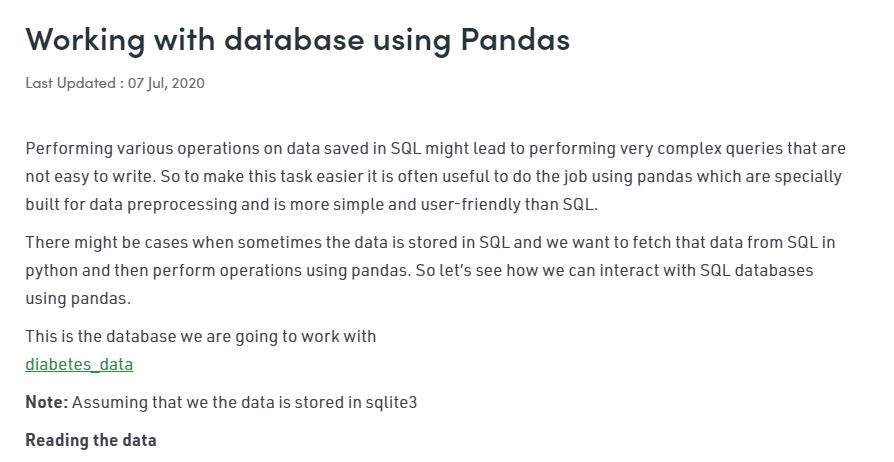 Working with database using Pandas
Last Updated : 07 Jul, 2020
Performing various operations on data saved in SQL might lead to performing very complex queries that are
not easy to write. So to make this task easier it is often useful to do the job using pandas which are specially
built for data preprocessing and is more simple and user-friendly than SQL.
There might be cases when sometimes the data is stored in SQL and we want to fetch that data from SQL in
python and then perform operations using pandas. So let's see how we can interact with SQL databases
using pandas.
This is the database we are going to work with
diabetes_data
Note: Assuming that we the data is stored in sqlite3
Reading the data